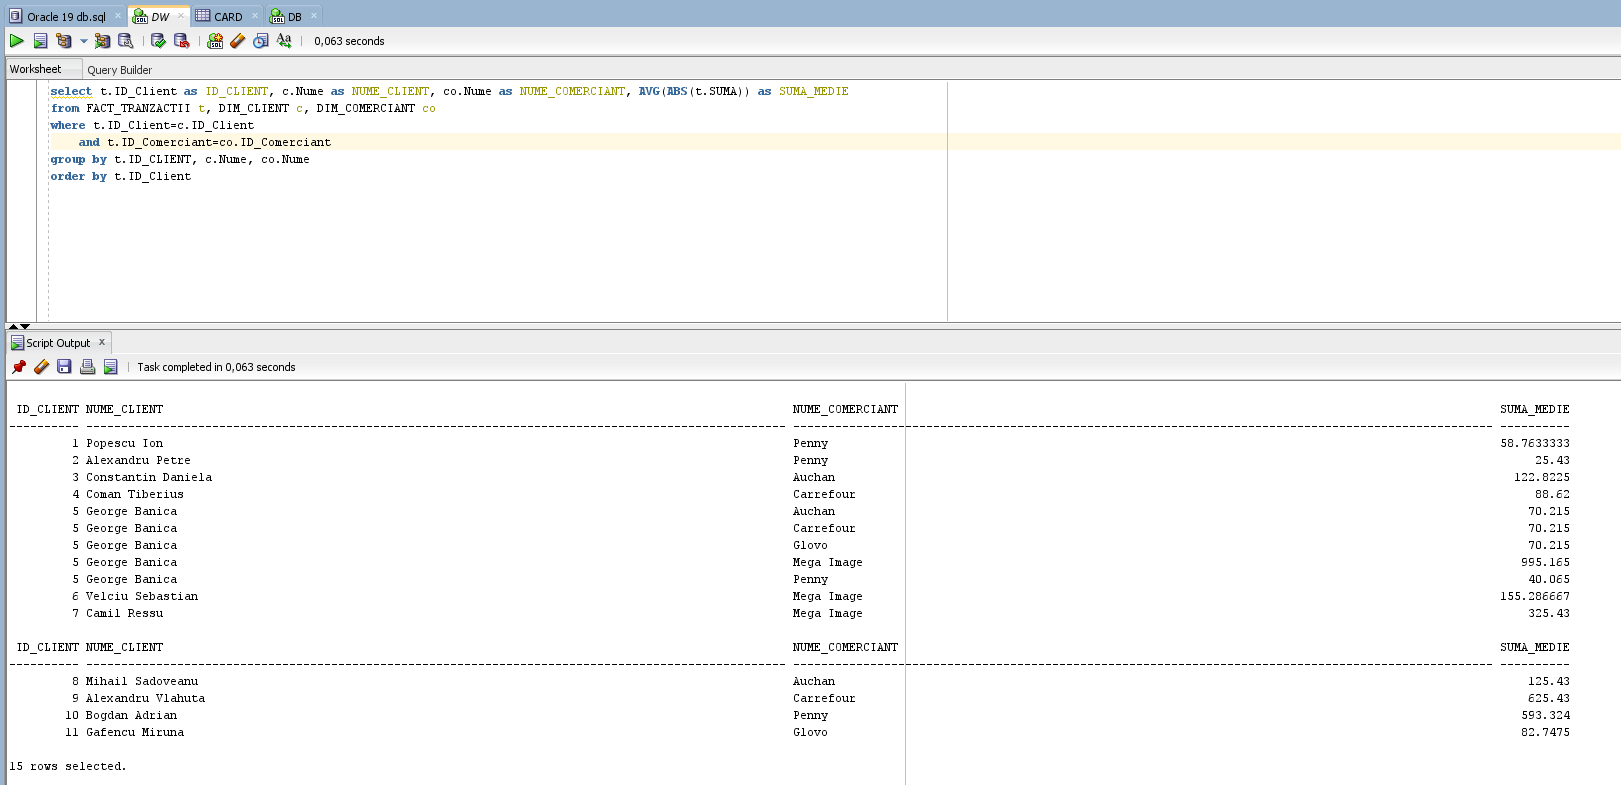 Oracle 19 db.sql DW CARD DB
0,063 seconds
Worksheet Query Builder
select t.ID_Client as ID_CLIENT, c.Nume as NUME_CLIENT, co.Nume as NUME_COMERCIANT, AVG(ABS(t.SUMA)) as SUMA_MEDIE
from FACT_TRANZACTII t, DIM_CLIENT c, DIM_COMERCIANT co
where t.ID_Client=c.ID_Client
and t.ID_Comerciant=co.ID_Comerciant
group by t.ID_CLIENT, c.Nume, co.Nume
order by t.ID_Client
Script Output
Task completed in 0,063 seconds
ID_CLIENT NUME_CLIENT NUME_COMERCIANT SUMA_MEDIE
1 Popescu Ion Penny 58.7633333
2 Alexandru Petre Penny 25.43
3 Constantin Daniela Auchan 122.8225
4 Coman Tiberius Carrefour 88.62
5 George Banica Auchan 70.215
5 George Banica Carrefour 70.215
5 George Banica Glovo 70.215
5 George Banica Mega Image 995.165
5 George Banica Penny 40.065
6 Velciu Sebastian Mega Image 155.286667
7 Camil Ressu Mega Image 325.43
ID_CLIENT NUME_CLIENT NUME_COMERCIANT SUMA_MEDIE
8 Mihail Sadoveanu Auchan 125.43
9 Alexandru Vlahuta Carrefour 625.43
10 Bogdan Adrian Penny 593.324
11 Gafencu Miruna Glovo 82.7475
15 rows selected.